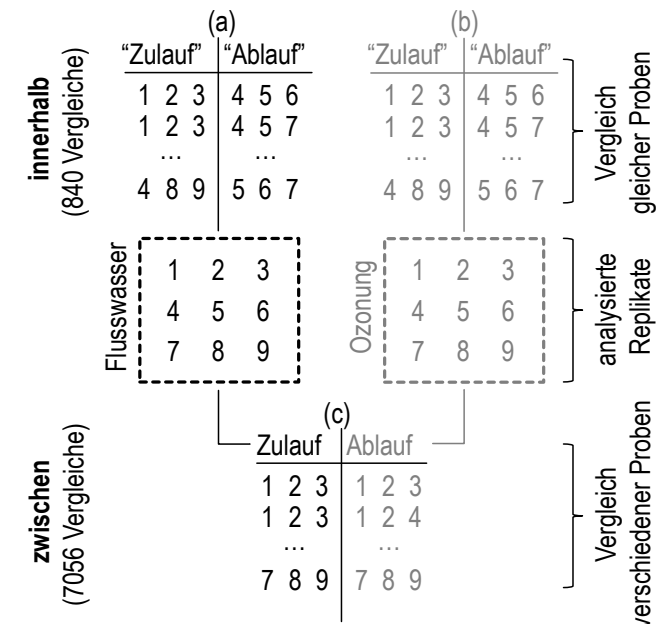 (a)
“Zulauf” “Ablauf”
1 2 3 4 5 6
1 2 3 4 5 7
... ...
4 8 9 5 6 7
(b)
“Zulauf” “Ablauf”
1 2 3 4 5 6
1 2 3 4 5 7
... ...
4 8 9 5 6 7
innerhalb
(840 Vergleiche)
Vergleich
gleicher Proben
Flusswasser
1 2 3
4 5 6
7 8 9
Ozonung
1 2 3
4 5 6
7 8 9
analysierte
Replikate
(c)
Zulauf Ablauf
1 2 3 1 2 3
1 2 3 1 2 4
... ...
7 8 9 7 8 9
zwischen
(7056 Vergleiche)
Vergleich
verschiedener Proben